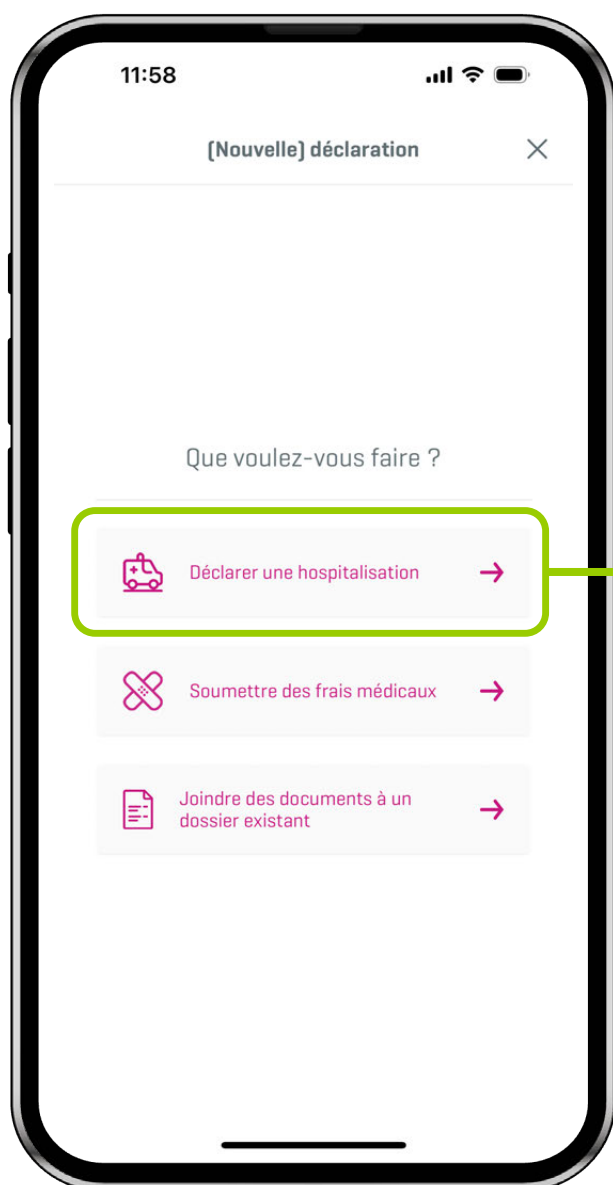 11:58
(Nouvelle) déclaration
Que voulez-vous faire ?
Déclarer une hospitalisation
Soumettre des frais médicaux
Joindre des documents à un
dossier existant